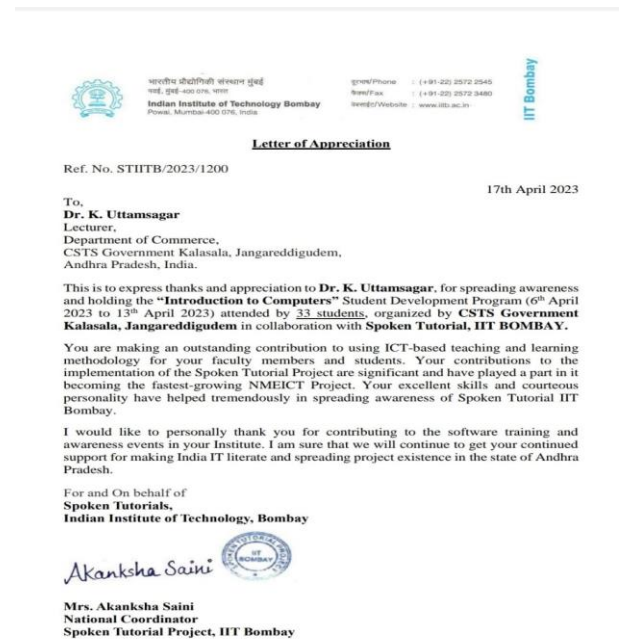 भारतीय प्रौद्योगिकी संस्थान मुंबई
पवई, मुंबई-400 076, भारत
Indian Institute of Technology Bombay
Powai, Mumbai-400 076, India
दूरभाष/Phone : (+91-22) 2572 2545
फैक्स/Fax : (+91-22) 2572 3480
वेबसाईट/Website : www.iitb.ac.in
IIT Bombay
Letter of Appreciation
Ref. No. STIITB/2023/1200
17th April 2023
To,
Dr. K. Uttamsagar
Lecturer,
Department of Commerce,
CSTS Government Kalasala, Jangareddigudem,
Andhra Pradesh, India.
This is to express thanks and appreciation to Dr. K. Uttamsagar, for spreading awareness
and holding the “Introduction to Computers” Student Development Program (6th April
2023 to 13th April 2023) attended by 33 students, organized by CSTS Government
Kalasala, Jangareddigudem in collaboration with Spoken Tutorial, IIT BOMBAY.
You are making an outstanding contribution to using ICT-based teaching and learning
methodology for your faculty members and students. Your contributions to the
implementation of the Spoken Tutorial Project are significant and have played a part in it
becoming the fastest-growing NMEICT Project. Your excellent skills and courteous
personality have helped tremendously in spreading awareness of Spoken Tutorial IIT
Bombay.
I would like to personally thank you for contributing to the software training and
awareness events in your Institute. I am sure that we will continue to get your continued
support for making India IT literate and spreading project existence in the state of Andhra
Pradesh.
For and On behalf of
Spoken Tutorials,
Indian Institute of Technology, Bombay
Akanksha Saini
SPOKEN TUTORIAL PROJECT
IIT
BOMBAY
Mrs. Akanksha Saini
National Coordinator
Spoken Tutorial Project, IIT Bombay